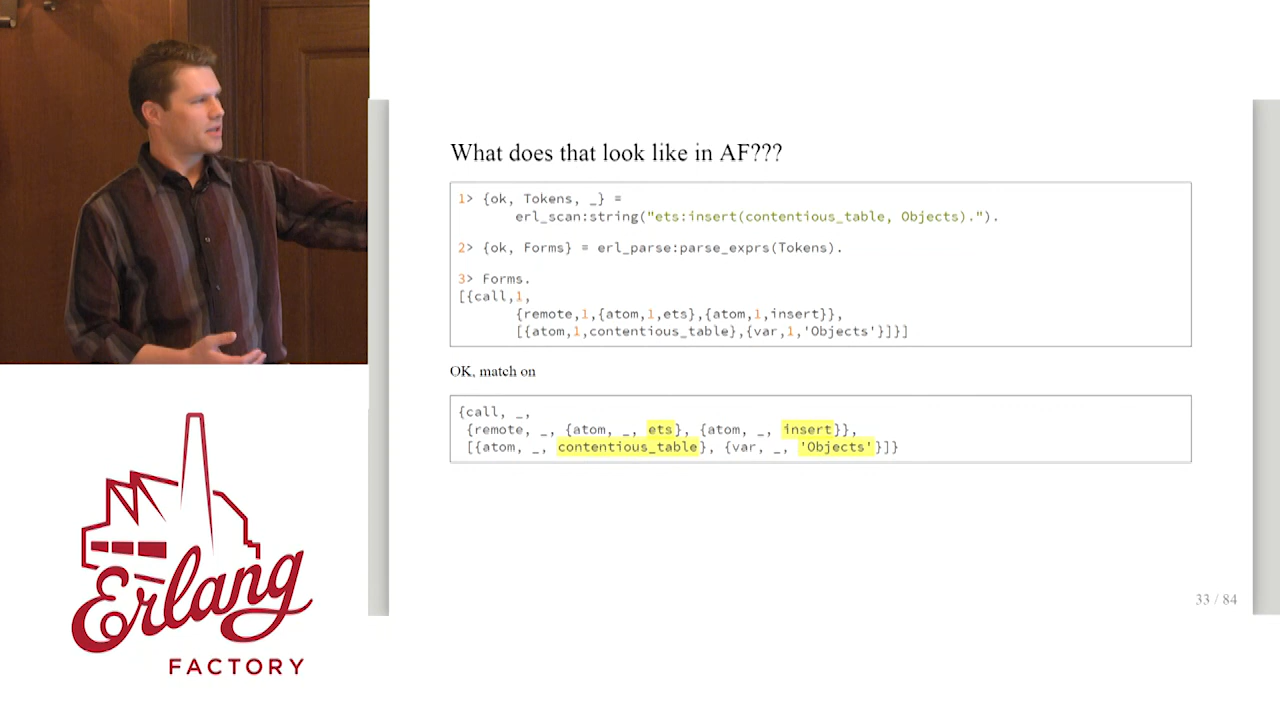 What does that look like in AF???
1> {ok, Tokens, _} =
erl_scan:string("ets:insert(contentious_table, Objects).").
2> {ok, Forms} = erl_parse:parse_exprs(Tokens).
3> Forms.
[{call,1,
{remote,1,{atom,1,ets},{atom,1,insert}},
[{atom,1,contentious_table},{var,1,'Objects'}]}]
OK, match on
{call, _,
{remote, _, {atom, _, ets}, {atom, _, insert}},
[{atom, _, contentious_table}, {var, _, 'Objects'}]}
33 / 84
Erlang
FACTORY